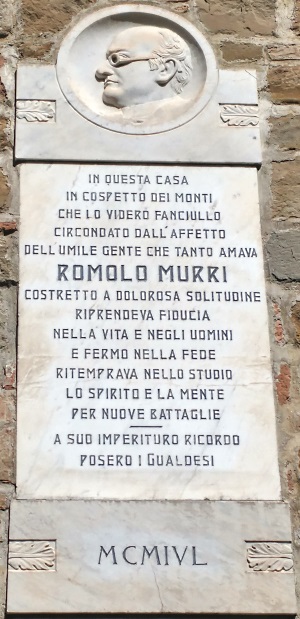 IN QUESTA CASA
IN COSPETTO DEI MONTI
CHE LO VIDERO FANCIULLO
CIRCONDATO DALL'AFFETTO
DELL'UMILE GENTE CHE TANTO AMAVA
ROMOLO MURRI
COSTRETTO A DOLOROSA SOLITUDINE
RIPRENDEVA FIDUCIA
NELLA VITA E NEGLI UOMINI
E FERMO NELLA FEDE
RITEMPRAVA NELLO STUDIO
LO SPIRITO E LA MENTE
PER NUOVE BATTAGLIE
A SUO IMPERITURO RICORDO
POSERO I GUALDESI
MCMIVL